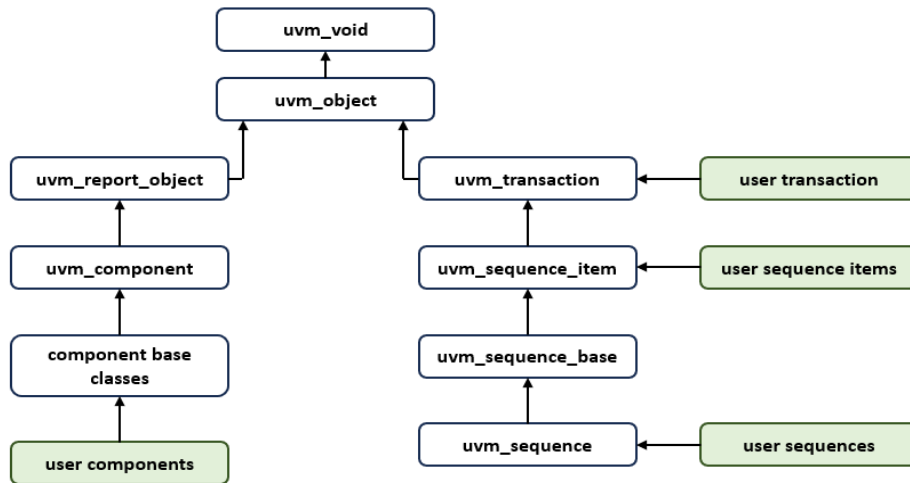 uvm_void
uvm_object
uvm_report_object
uvm_transaction
user transaction
uvm_component
uvm_sequence_item
user sequence items
component base
classes
uvm_sequence_base
user components
uvm_sequence
user sequences